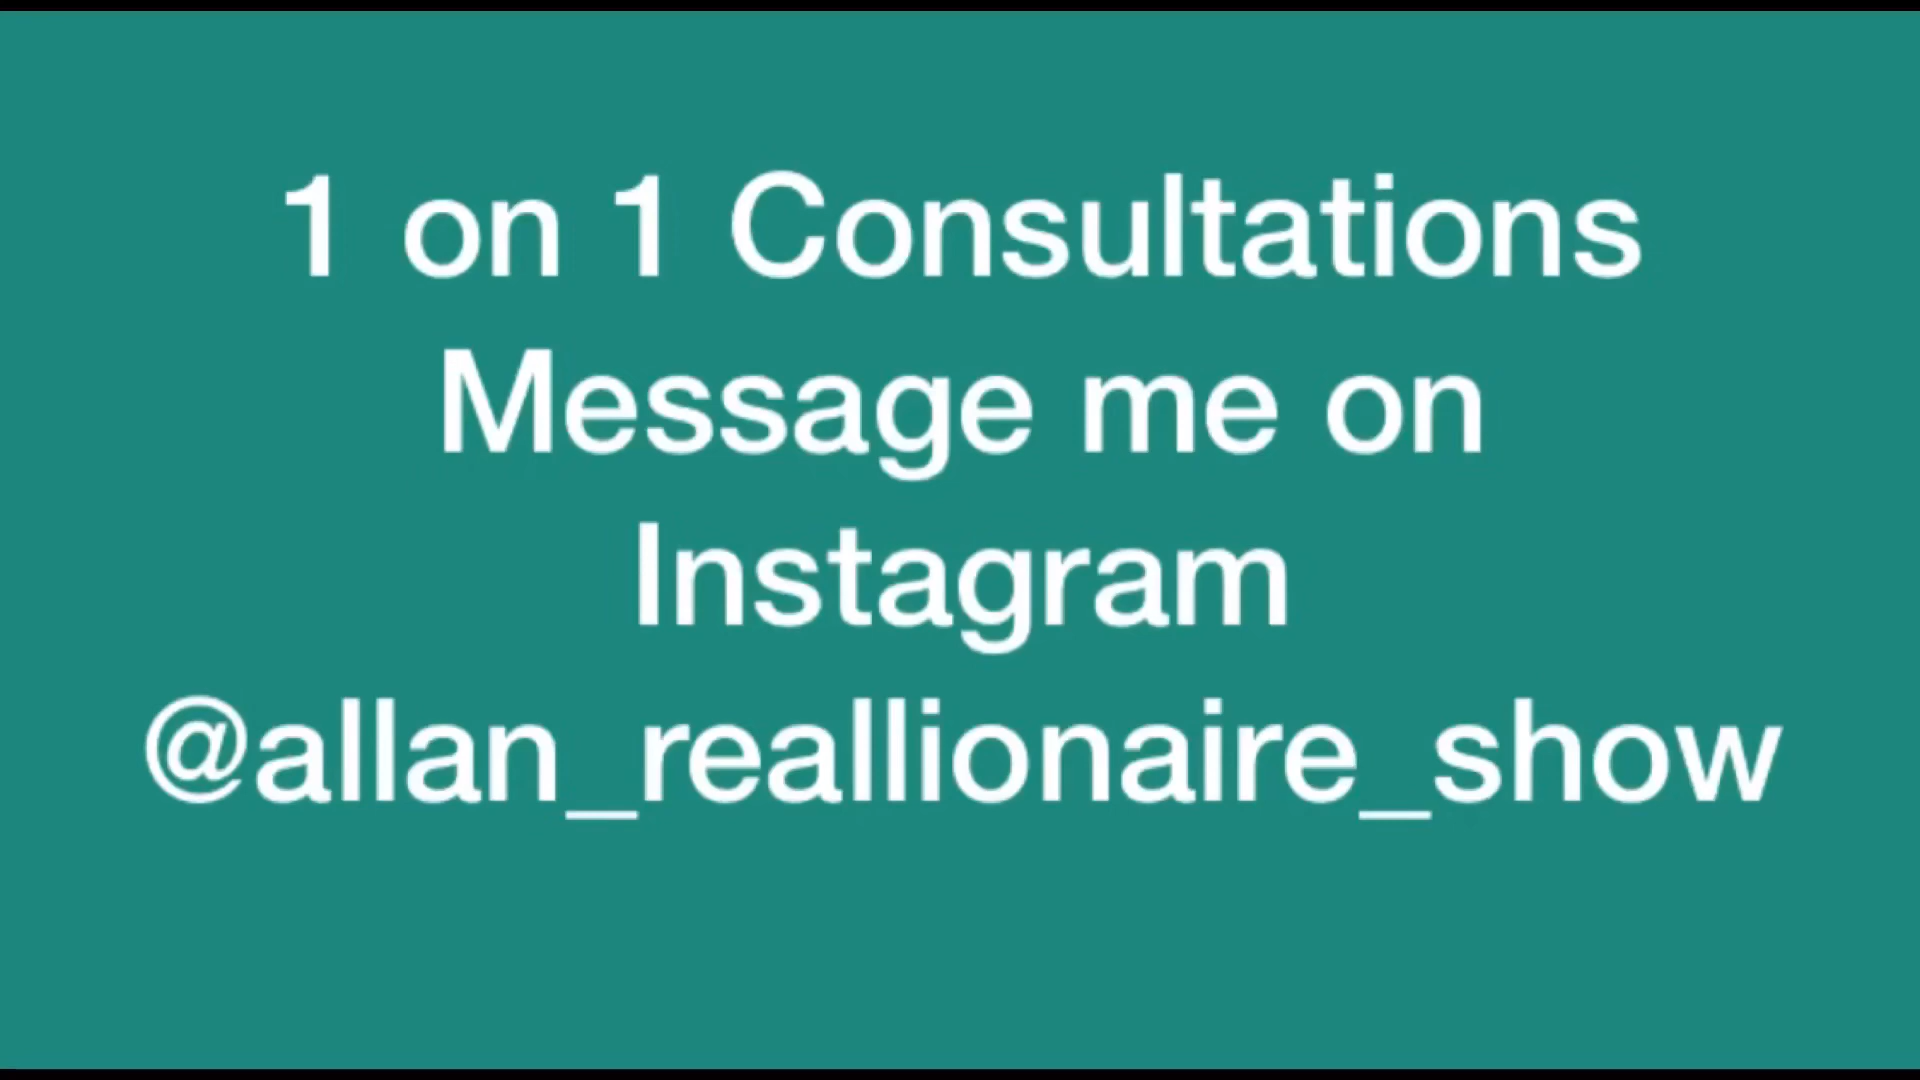 1 on 1 Consultations
Message me on
Instagram
@allan_reallionaire_show